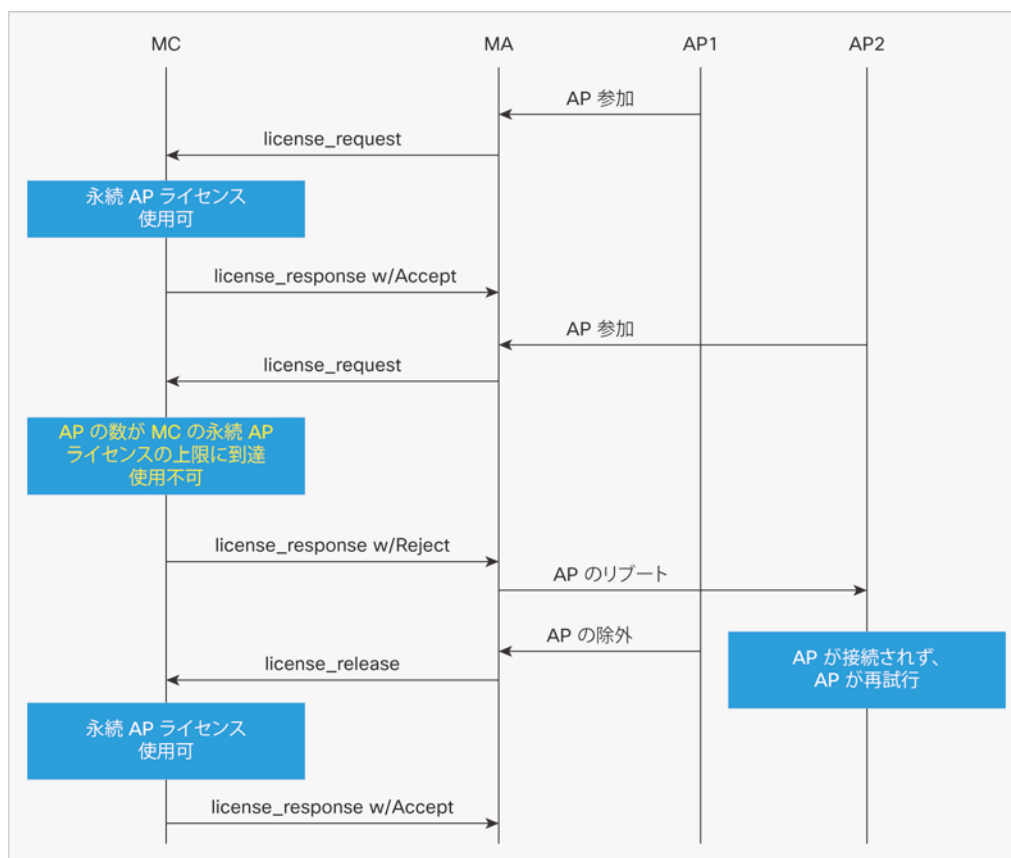 MC
MA
AP1
AP2
AP 参加
license_request
永続 AP ライセンス
使用可
license_response w/Accept
AP 参加
license_request
AP の数が MC の永続 AP
ライセンスの上限に到達
使用不可
license_response w/Reject
AP のリブート
AP の除外
AP が接続されず、
AP が再試行
license_release
永続 AP ライセンス
使用可
license_response w/Accept